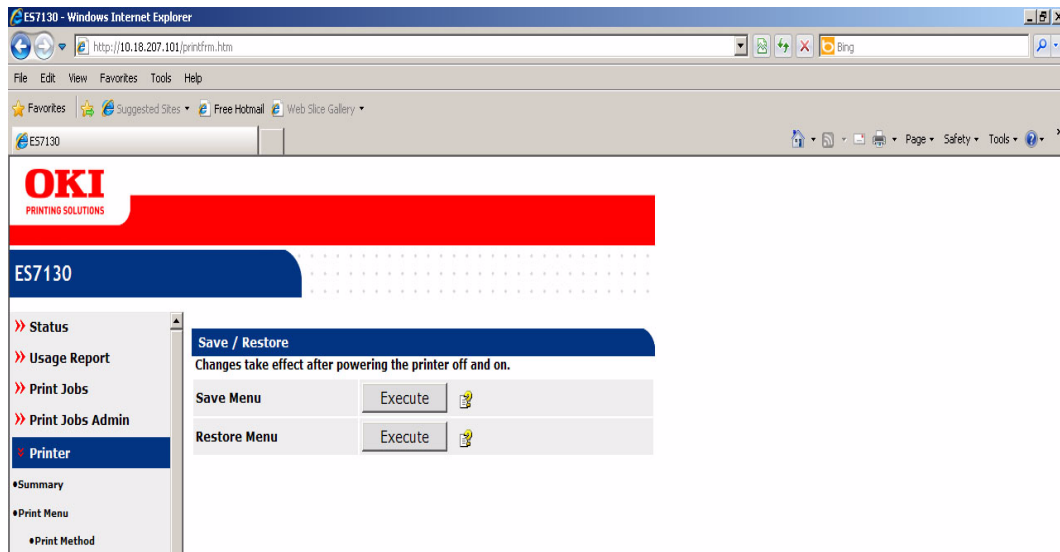 ES7130 - Windows Internet Explorer
http://10.18.207.101/printfrm.htm
Bing
File Edit View Favorites Tools Help
Favorites Suggested Sites Free Hotmail Web Slice Gallery
ES7130 Page Safety Tools
OKI
PRINTING SOLUTIONS
ES7130
Status
Usage Report
Print Jobs
Print Jobs Admin
Printer
•Summary
•Print Menu
•Print Method
Save / Restore
Changes take effect after powering the printer off and on.
Save Menu Execute
Restore Menu Execute